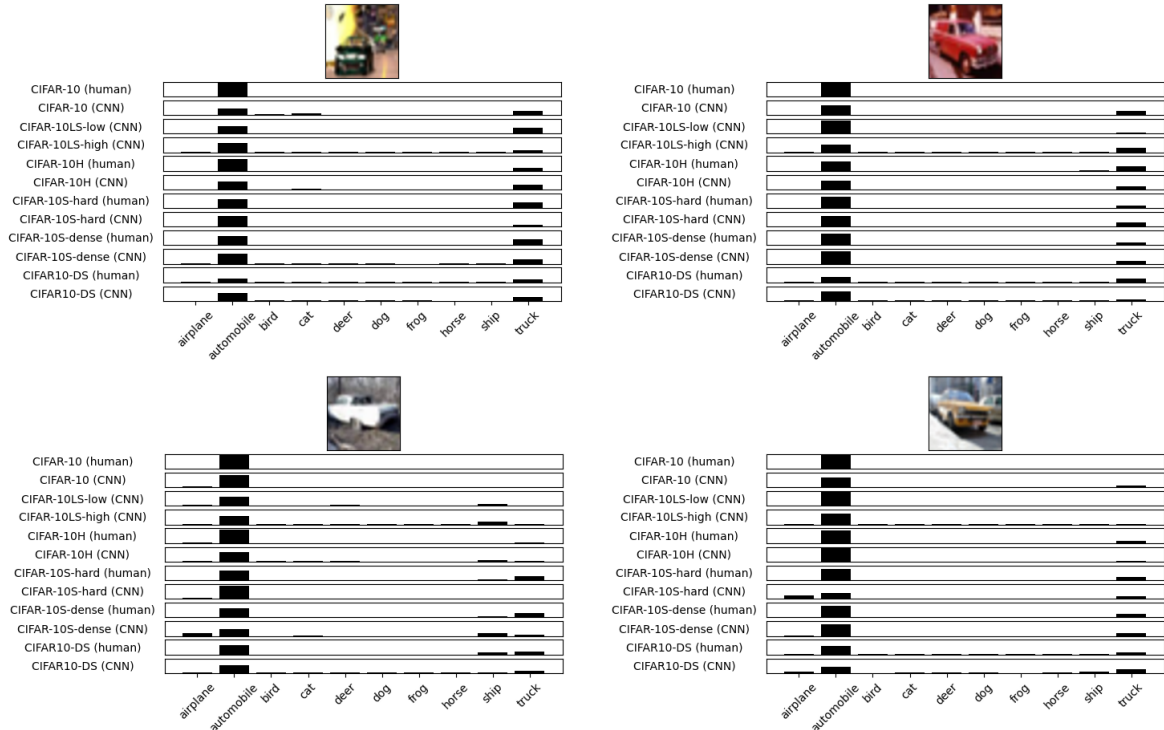 CIFAR-10 (human)
CIFAR-10 (CNN)
CIFAR-10LS-low (CNN)
CIFAR-10LS-high (CNN)
CIFAR-10H (human)
CIFAR-10H (CNN)
CIFAR-10S-hard (human)
CIFAR-10S-hard (CNN)
CIFAR-10S-dense (human)
CIFAR-10S-dense (CNN)
CIFAR10-DS (human)
CIFAR10-DS (CNN)
airplane automobile bird cat deer dog frog horse ship truck
CIFAR-10 (human)
CIFAR-10 (CNN)
CIFAR-10LS-low (CNN)
CIFAR-10LS-high (CNN)
CIFAR-10H (human)
CIFAR-10H (CNN)
CIFAR-10S-hard (human)
CIFAR-10S-hard (CNN)
CIFAR-10S-dense (human)
CIFAR-10S-dense (CNN)
CIFAR10-DS (human)
CIFAR10-DS (CNN)
airplane automobile bird cat deer dog frog horse ship truck
CIFAR-10 (human)
CIFAR-10 (CNN)
CIFAR-10LS-low (CNN)
CIFAR-10LS-high (CNN)
CIFAR-10H (human)
CIFAR-10H (CNN)
CIFAR-10S-hard (human)
CIFAR-10S-hard (CNN)
CIFAR-10S-dense (human)
CIFAR-10S-dense (CNN)
CIFAR10-DS (human)
CIFAR10-DS (CNN)
airplane automobile bird cat deer dog frog horse ship truck
CIFAR-10 (human)
CIFAR-10 (CNN)
CIFAR-10LS-low (CNN)
CIFAR-10LS-high (CNN)
CIFAR-10H (human)
CIFAR-10H (CNN)
CIFAR-10S-hard (human)
CIFAR-10S-hard (CNN)
CIFAR-10S-dense (human)
CIFAR-10S-dense (CNN)
CIFAR10-DS (human)
CIFAR10-DS (CNN)
airplane automobile bird cat deer dog frog horse ship truck